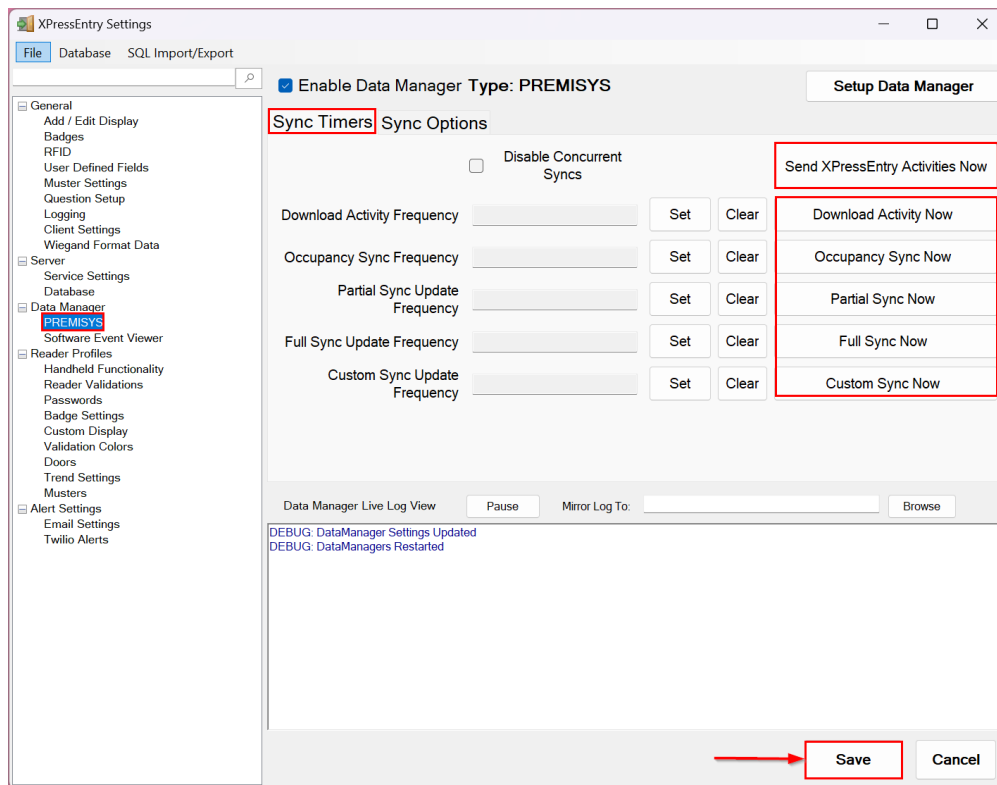 XPressEntry Settings
File Database SQL Import/Export
General
Add / Edit Display
Badges
RFID
User Defined Fields
Muster Settings
Question Setup
Logging
Client Settings
Wiegand Format Data
Server
Service Settings
Database
Data Manager
PREMISYS
Software Event Viewer
Reader Profiles
Handheld Functionality
Reader Validations
Passwords
Badge Settings
Custom Display
Validation Colors
Doors
Trend Settings
Musters
Alert Settings
Email Settings
Twilio Alerts
Enable Data Manager Type: PREMISYS
Setup Data Manager
Sync Timers Sync Options
Disable Concurrent
Syncs
Send XPressEntry Activities Now
Download Activity Frequency Set Clear Download Activity Now
Occupancy Sync Frequency Set Clear Occupancy Sync Now
Partial Sync Update
Frequency
Set Clear Partial Sync Now
Full Sync Update Frequency Set Clear Full Sync Now
Custom Sync Update
Frequency
Set Clear Custom Sync Now
Data Manager Live Log View Pause Mirror Log To: Browse
DEBUG: DataManager Settings Updated
DEBUG: DataManagers Restarted
Save Cancel